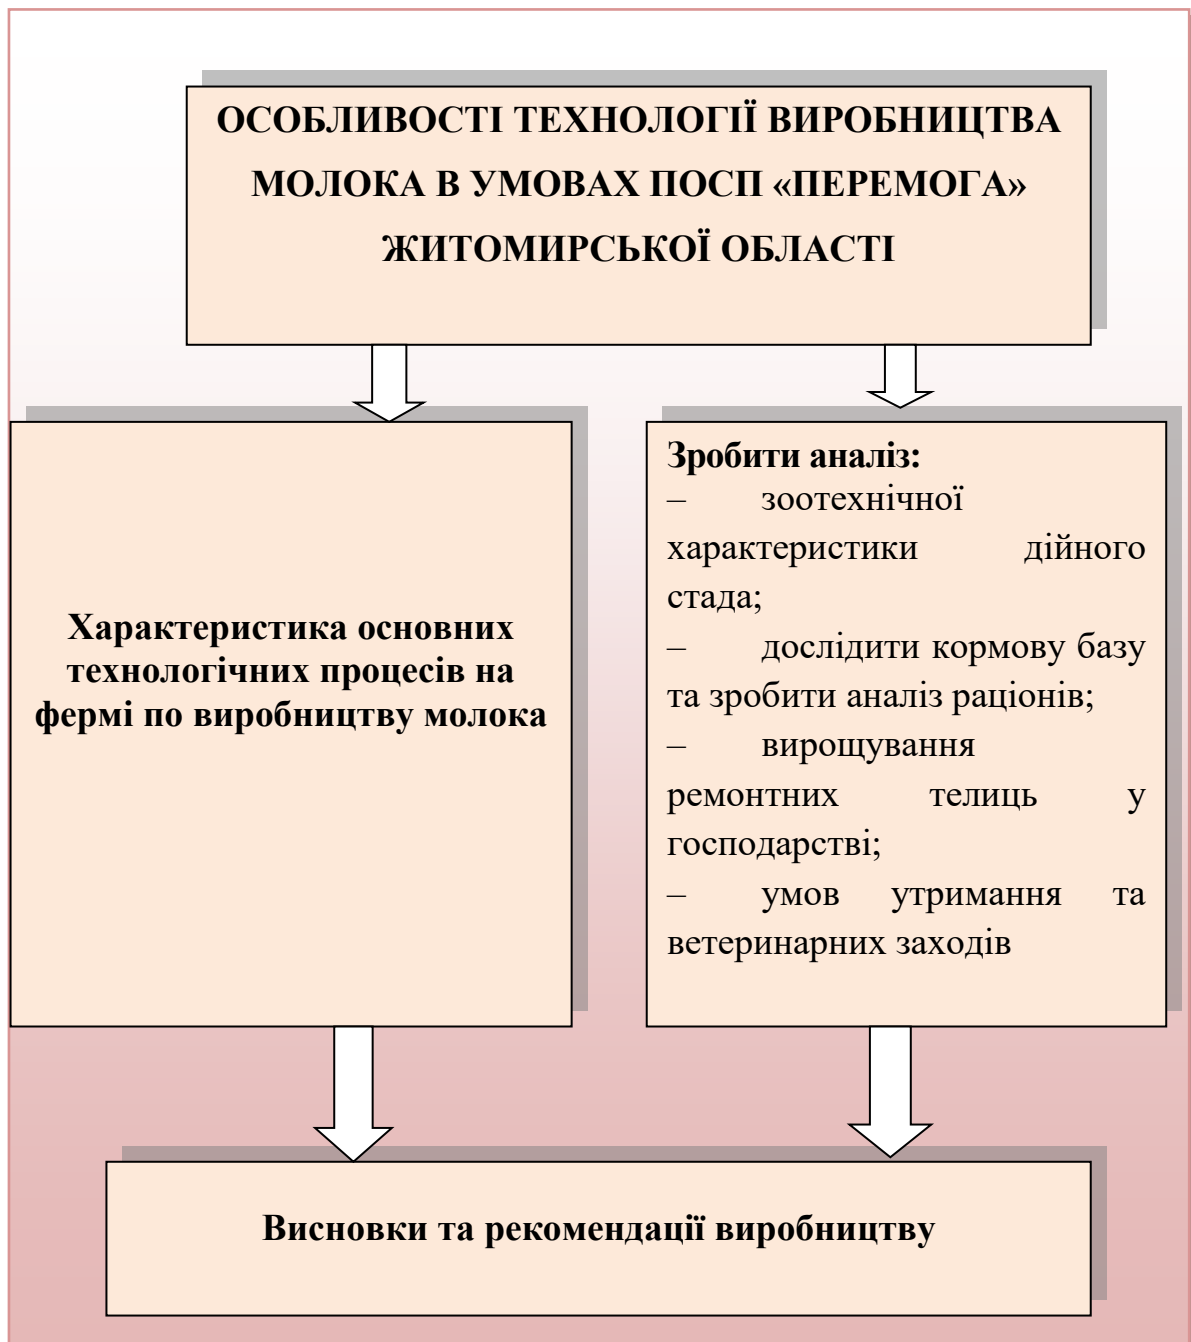 ОСОБЛИВОСТІ ТЕХНОЛОГІЇ ВИРОБНИЦТВА
МОЛОКА В УМОВАХ ПОСП «ПЕРЕМОГА»
ЖИТОМИРСЬКОЇ ОБЛАСТІ
Характеристика основних
технологічних процесів на
фермі по виробництву молока
Зробити аналіз:
– зоотехнічної
характеристики дійного
стада;
– дослідити кормову базу
та зробити аналіз раціонів;
– вирощування
ремонтних телиць у
господарстві;
– умов утримання та
ветеринарних заходів
Висновки та рекомендації виробництву